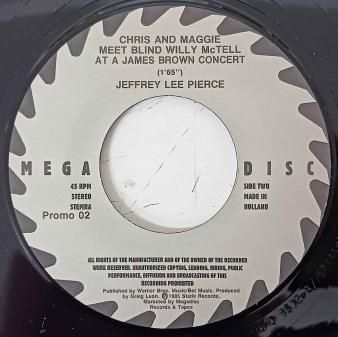 CHRIS AND MAGGIE
MEET BLIND WILLY McTELL
AT A JAMES BROWN CONCERT
(1'65")
JEFFREY LEE PIERCE
MEGA DISC
45 RPM
STEREO
STEMRA
Promo 02
SIDE TWO
MADE IN
HOLLAND
ALL RIGHTS OF THE MANUFACTURER AND OF THE OWNER OF THE RECORDED
WORK RESERVED. UNAUTHORIZED COPYING, LENDING, HIRING, PUBLIC
PERFORMANCE, DIFFUSION AND BROADCASTING OF THIS
RECORDING PROHIBITED
Published by Warner Bros. Music/Bet Music. Produced
by Greig Leon. © 1985 Statik Records.
Marketed by Megadisc
Records & Tapes